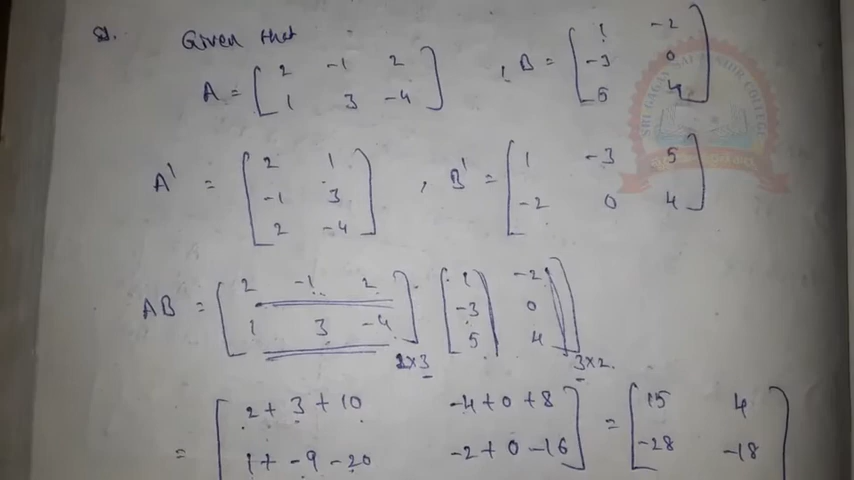 Given that
A = [ 2 -1 2 ; 1 3 -4 ] , B = [ 1 -2 ; -3 0 ; 5 4 ]
A' = [ 2 1 ; -1 3 ; 2 -4 ] , B' = [ 1 -3 5 ; -2 0 4 ]
AB = [ 2 -1 2 ; 1 3 -4 ] 2×3 . [ 1 -2 ; -3 0 ; 5 4 ] 3×2.
= [ 2+3+10 -4+0+8 ; 1+-9-20 -2+0-16 ] = [ 15 4 ; -28 -18 ]